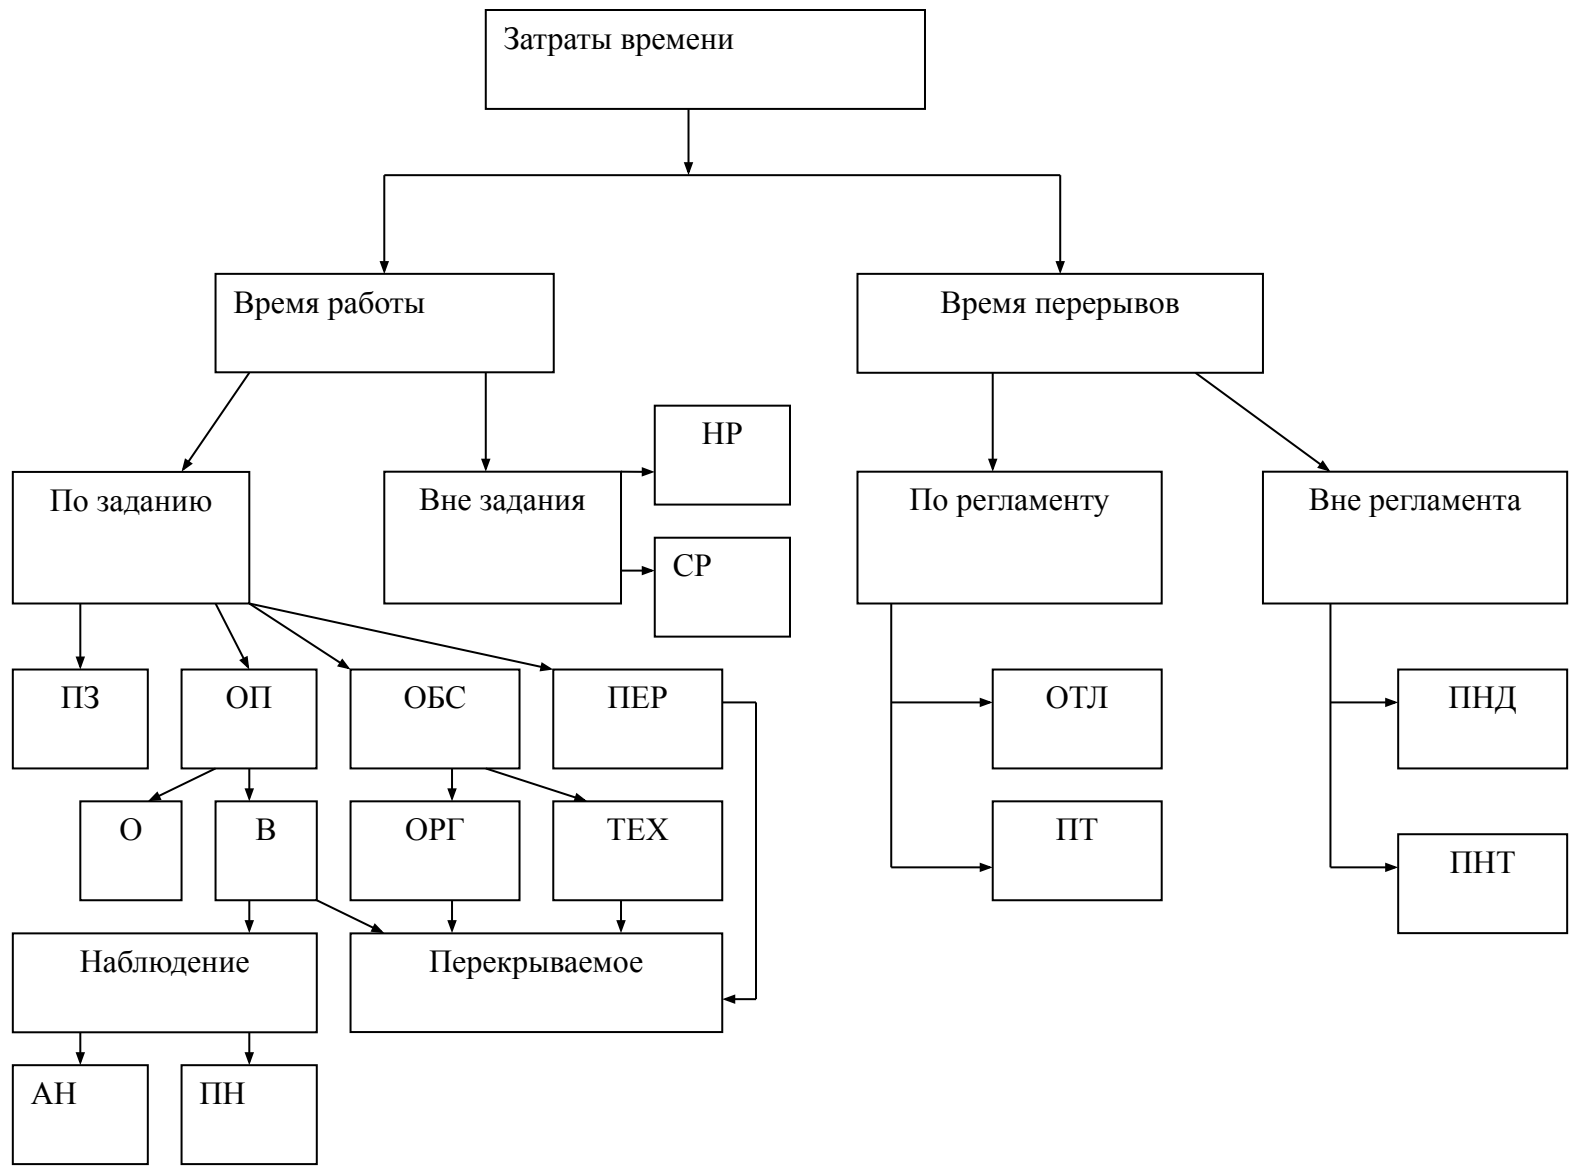 Затраты времени
Время работы
Время перерывов
НР
По заданию
Вне задания
По регламенту
Вне регламента
СР
ПЗ
ОП
ОБС
ПЕР
ОТЛ
ПНД
О
В
ОРГ
ТЕХ
ПТ
ПНТ
Наблюдение
Перекрываемое
АН
ПН